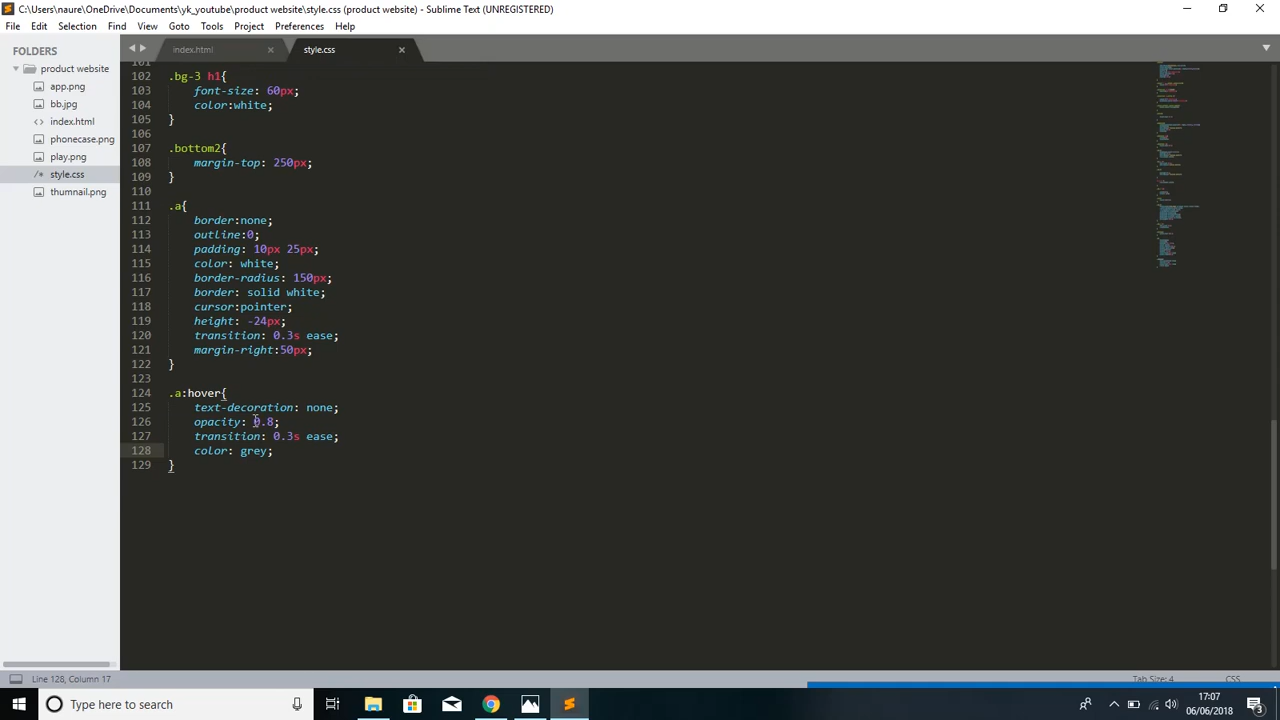 C:\Users\naure\OneDrive\Documents\yk_youtube\product website\style.css (product website) - Sublime Text (UNREGISTERED)
File Edit Selection Find View Goto Tools Project Preferences Help
FOLDERS
product website
app.png
bb.jpg
index.html
phonecase.png
play.png
style.css
thumnail.png
index.html style.css
101
102 .bg-3 h1{
103 font-size: 60px;
104 color:white;
105 }
106
107 .bottom2{
108 margin-top: 250px;
109 }
110
111 .a{
112 border:none;
113 outline:0;
114 padding: 10px 25px;
115 color: white;
116 border-radius: 150px;
117 border: solid white;
118 cursor:pointer;
119 height: -24px;
120 transition: 0.3s ease;
121 margin-right:50px;
122 }
123
124 .a:hover{
125 text-decoration: none;
126 opacity: 0.8;
127 transition: 0.3s ease;
128 color: grey;
129 }
Line 128, Column 17
Tab Size: 4 CSS
Type here to search
17:07
06/06/2018
3